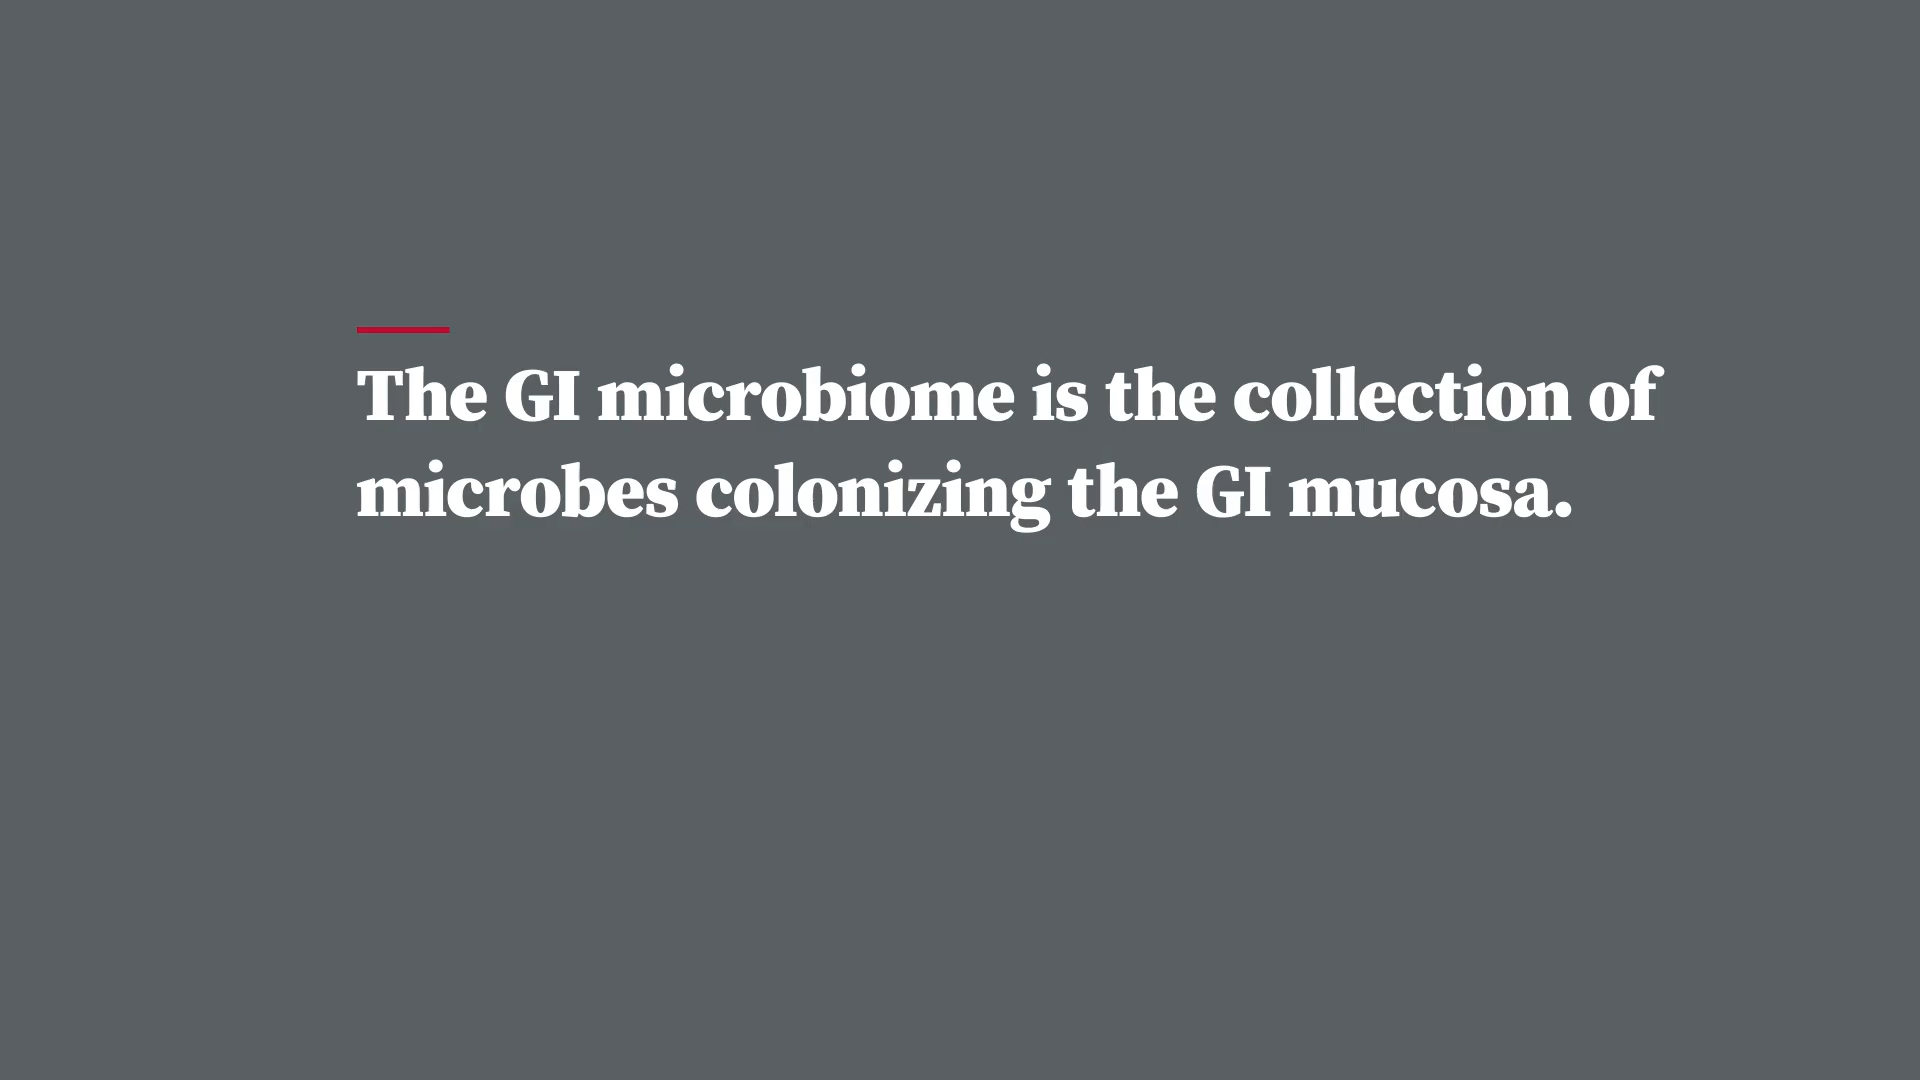 The GI microbiome is the collection of
microbes colonizing the GI mucosa.